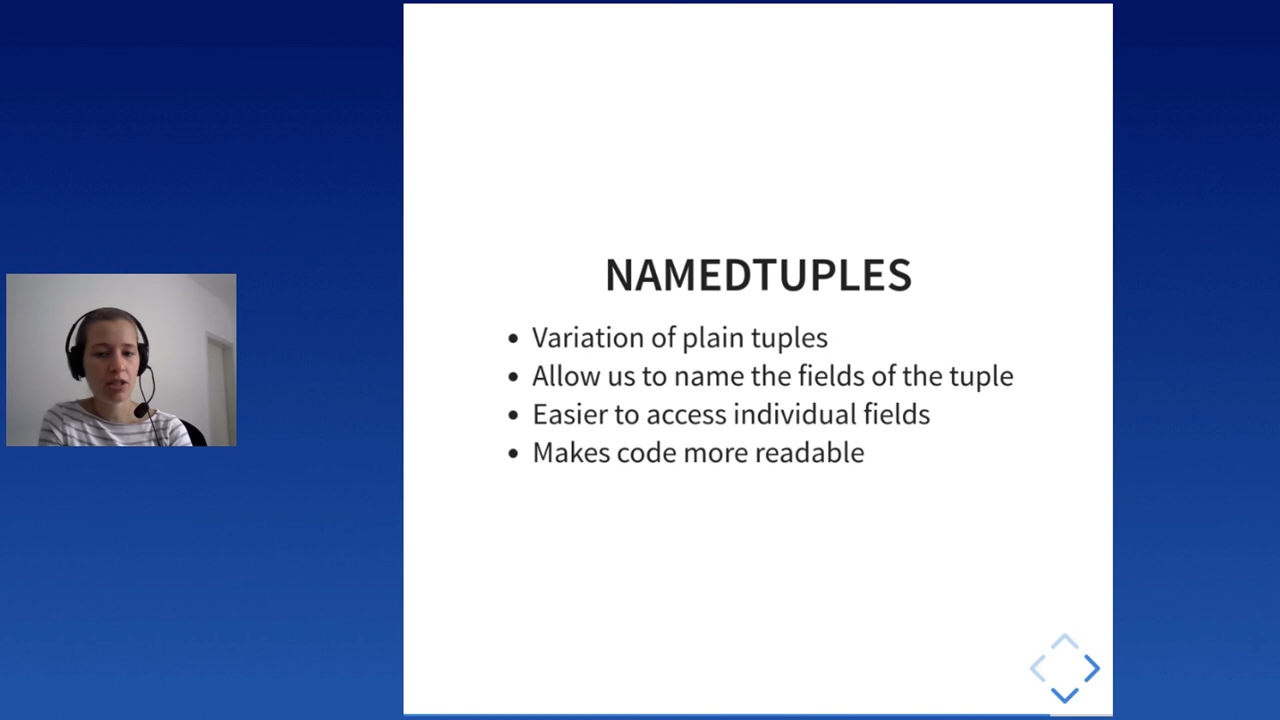 NAMEDTUPLES
• Variation of plain tuples
• Allow us to name the fields of the tuple
• Easier to access individual fields
• Makes code more readable